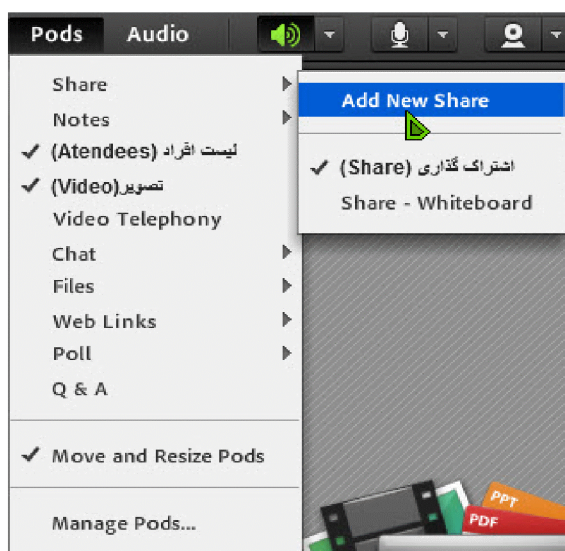 Pods Audio
Share
Notes
لیست افراد (Atendees)
تصویر(Video)
Video Telephony
Chat
Files
Web Links
Poll
Q & A
Move and Resize Pods
Manage Pods...
Add New Share
اشتراک گذاری (Share)
Share - Whiteboard
PPT
PDF